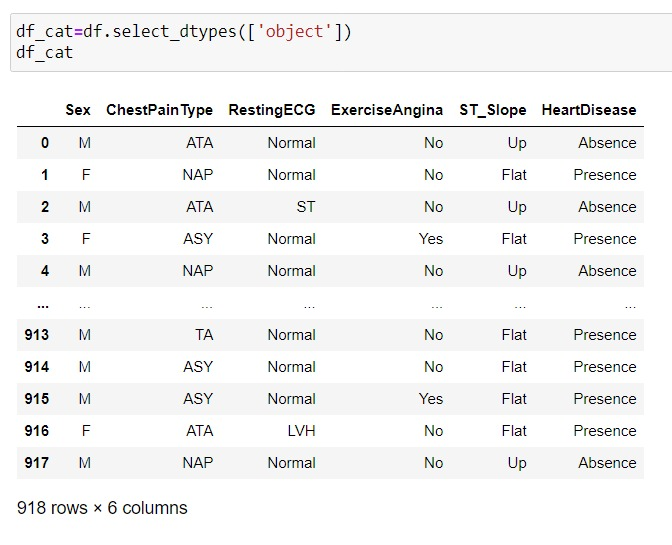 df_cat=df.select_dtypes(['object'])
df_cat
Sex ChestPainType RestingECG ExerciseAngina ST_Slope HeartDisease
0 M ATA Normal No Up Absence
1 F NAP Normal No Flat Presence
2 M ATA ST No Up Absence
3 F ASY Normal Yes Flat Presence
4 M NAP Normal No Up Absence
... ... ... ... ... ... ...
913 M TA Normal No Flat Presence
914 M ASY Normal No Flat Presence
915 M ASY Normal Yes Flat Presence
916 F ATA LVH No Flat Presence
917 M NAP Normal No Up Absence
918 rows × 6 columns